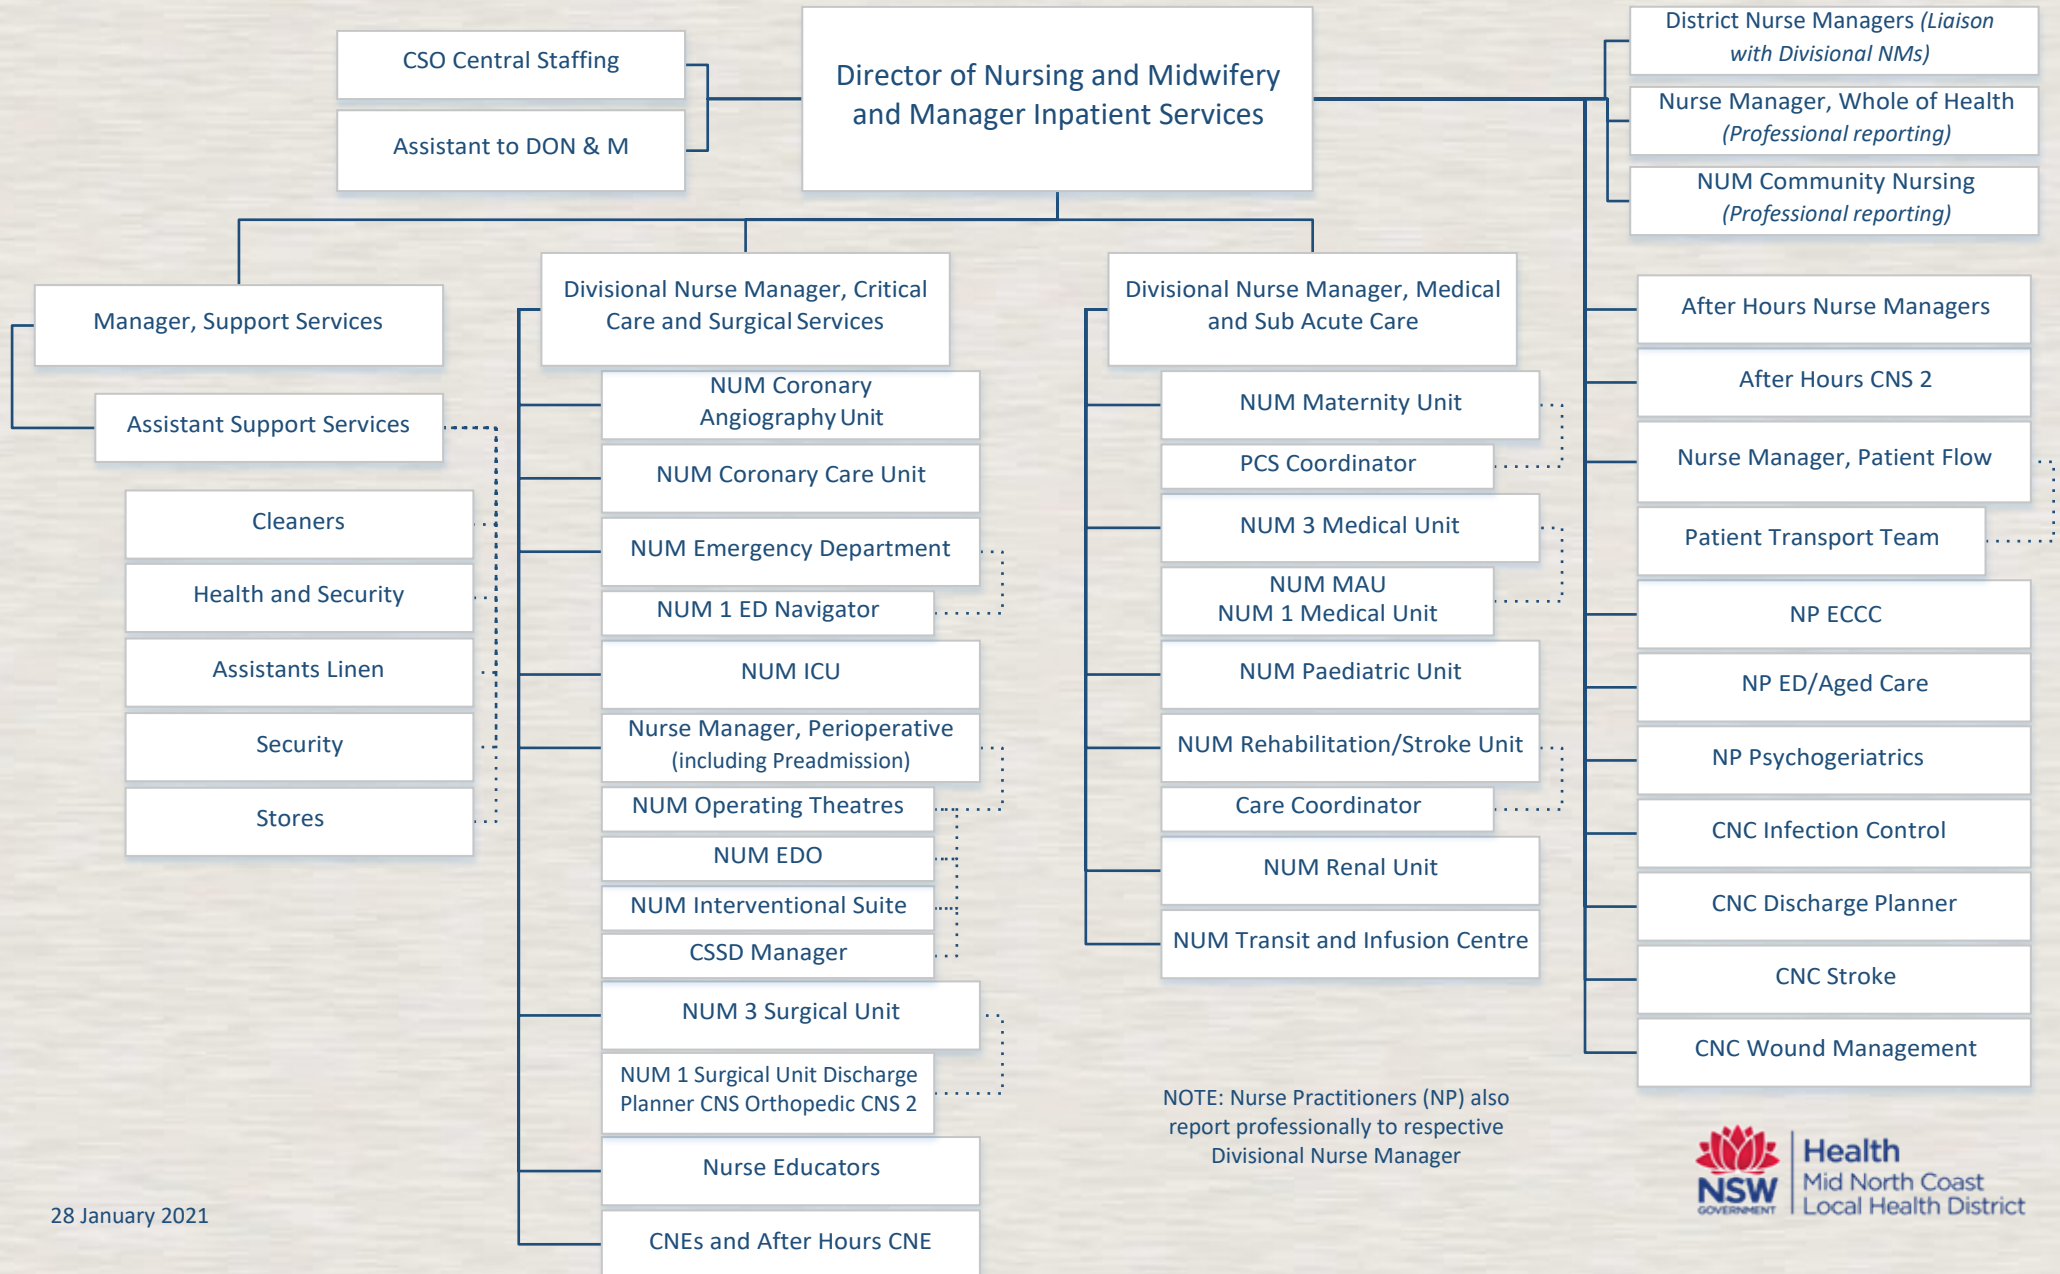 CSO Central Staffing
Assistant to DON & M
Director of Nursing and Midwifery
and Manager Inpatient Services
District Nurse Managers (Liaison
with Divisional NMs)
Nurse Manager, Whole of Health
(Professional reporting)
NUM Community Nursing
(Professional reporting)
Manager, Support Services
Assistant Support Services
Cleaners
Health and Security
Assistants Linen
Security
Stores
Divisional Nurse Manager, Critical
Care and Surgical Services
NUM Coronary
Angiography Unit
NUM Coronary Care Unit
NUM Emergency Department
NUM 1 ED Navigator
NUM ICU
Nurse Manager, Perioperative
(including Preadmission)
NUM Operating Theatres
NUM EDO
NUM Interventional Suite
CSSD Manager
NUM 3 Surgical Unit
NUM 1 Surgical Unit Discharge
Planner CNS Orthopedic CNS 2
Nurse Educators
CNEs and After Hours CNE
Divisional Nurse Manager, Medical
and Sub Acute Care
NUM Maternity Unit
PCS Coordinator
NUM 3 Medical Unit
NUM MAU
NUM 1 Medical Unit
NUM Paediatric Unit
NUM Rehabilitation/Stroke Unit
Care Coordinator
NUM Renal Unit
NUM Transit and Infusion Centre
After Hours Nurse Managers
After Hours CNS 2
Nurse Manager, Patient Flow
Patient Transport Team
NP ECCC
NP ED/Aged Care
NP Psychogeriatrics
CNC Infection Control
CNC Discharge Planner
CNC Stroke
CNC Wound Management
NOTE: Nurse Practitioners (NP) also
report professionally to respective
Divisional Nurse Manager
28 January 2021
NSW
GOVERNMENT
Health
Mid North Coast
Local Health District